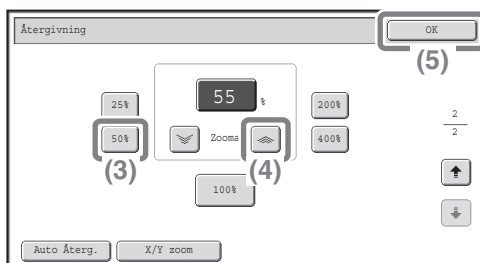 Återgivning
OK
(5)
55 %
25%
200%
2
2
50%
Zooma
400%
(3)
(4)
100%
Auto Återg.
X/Y zoom